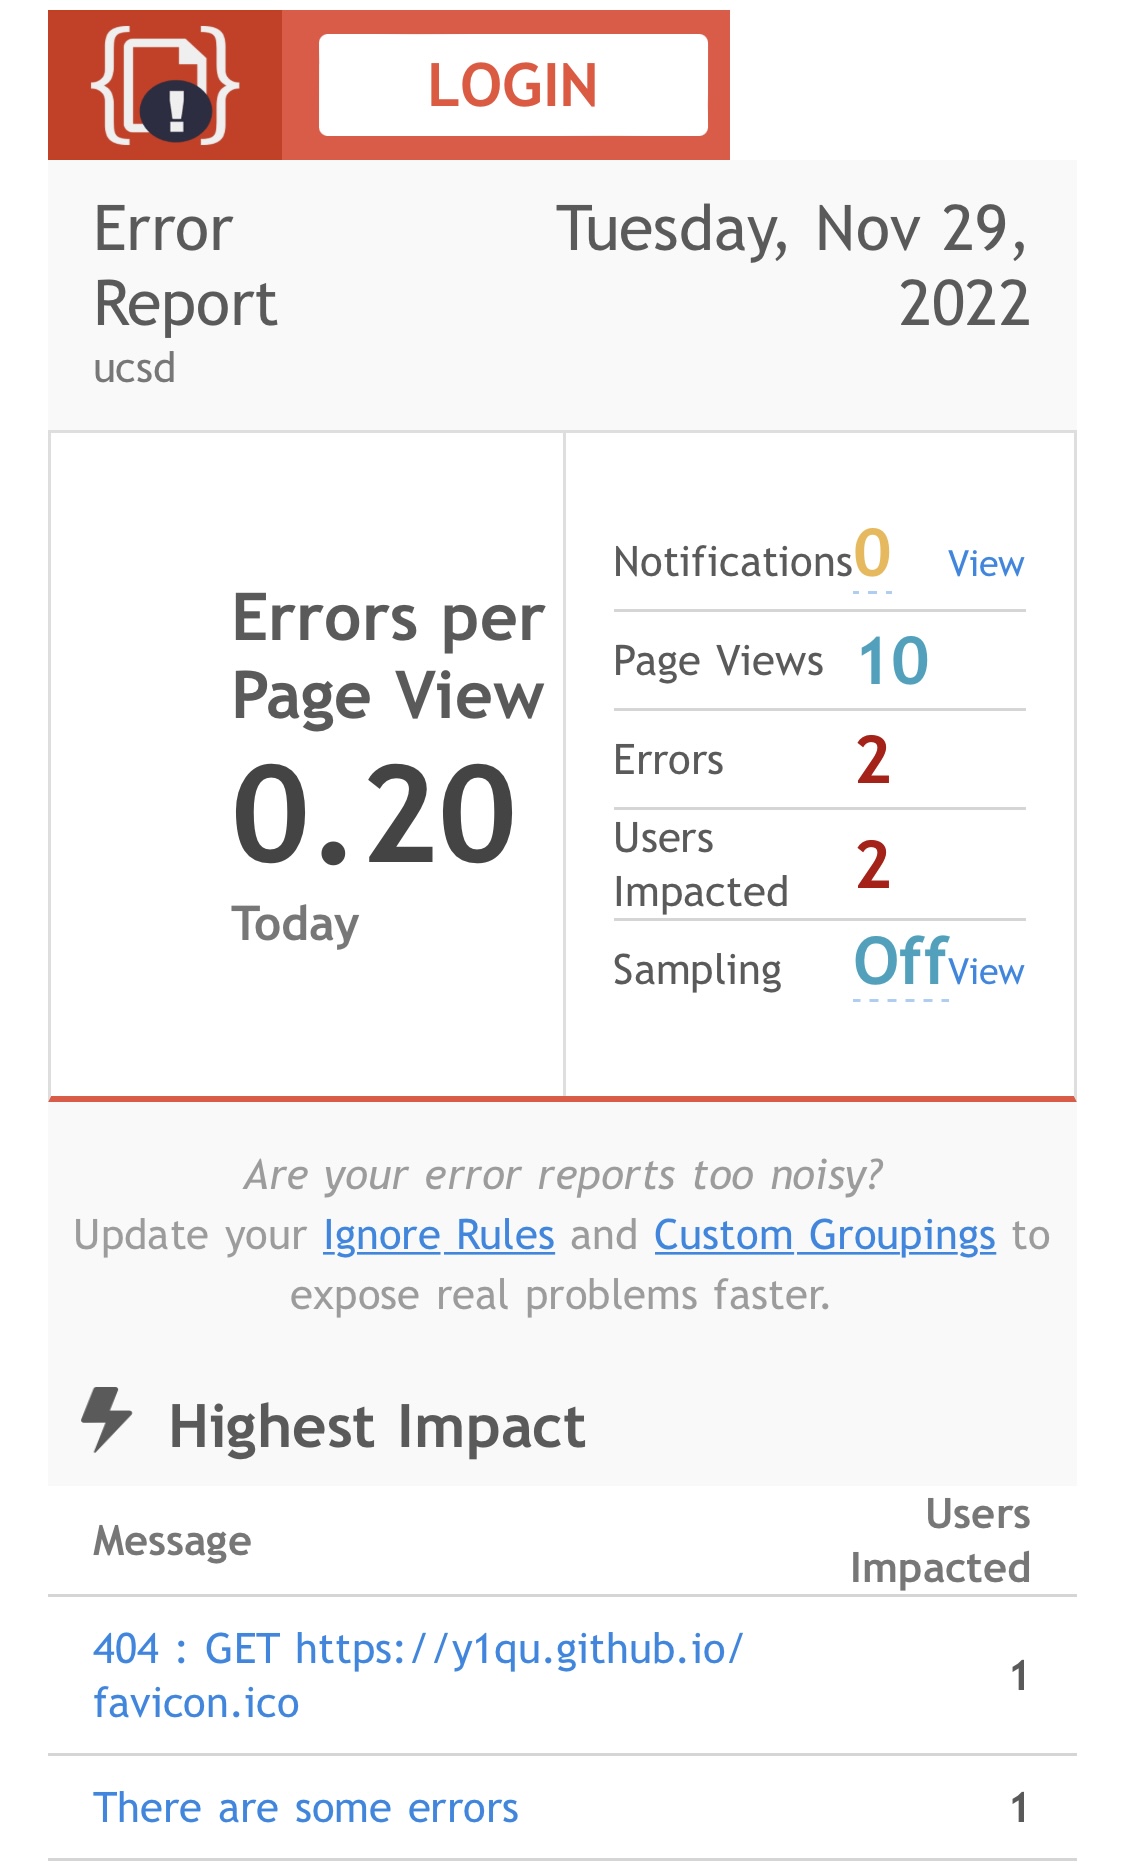 LOGIN
Error
Report
ucsd
Tuesday, Nov 29,
2022
Errors per
Page View
0.20
Today
Notifications 0 View
Page Views 10
Errors 2
Users
Impacted 2
Sampling Off View
Are your error reports too noisy?
Update your Ignore Rules and Custom Groupings to
expose real problems faster.
Highest Impact
Message
Users
Impacted
404 : GET https://y1qu.github.io/
favicon.ico
1
There are some errors 1